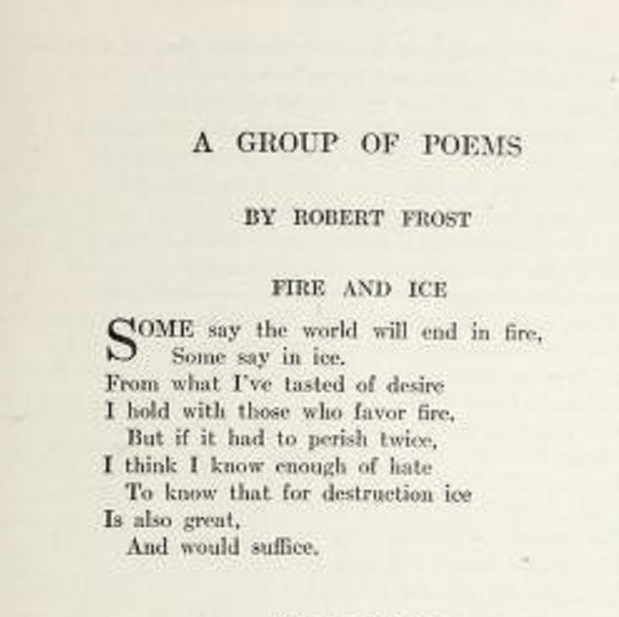 A GROUP OF POEMS
BY ROBERT FROST
FIRE AND ICE
SOME say the world will end in fire,
Some say in ice.
From what I've tasted of desire
I hold with those who favor fire,
But if it had to perish twice,
I think I know enough of hate
To know that for destruction ice
Is also great,
And would suffice.